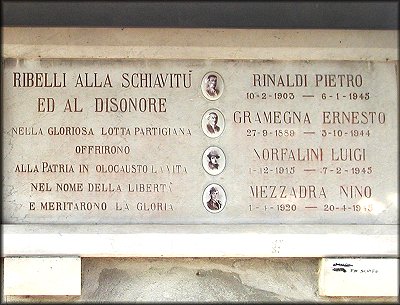 RIBELLI ALLA SCHIAVITÙ
ED AL DISONORE
NELLA GLORIOSA LOTTA PARTIGIANA
OFFRIRONO
ALLA PATRIA IN OLOCAUSTO LA VITA
NEL NOME DELLA LIBERTÀ
E MERITARONO LA GLORIA
RINALDI PIETRO
10-2-1903 — 6-1-1945
GRAMEGNA ERNESTO
27-9-1889 — 3-10-1944
NORFALINI LUIGI
1-12-1915 — 7-2-1945
MEZZADRA NINO
1-1-1920 — 20-4-1945